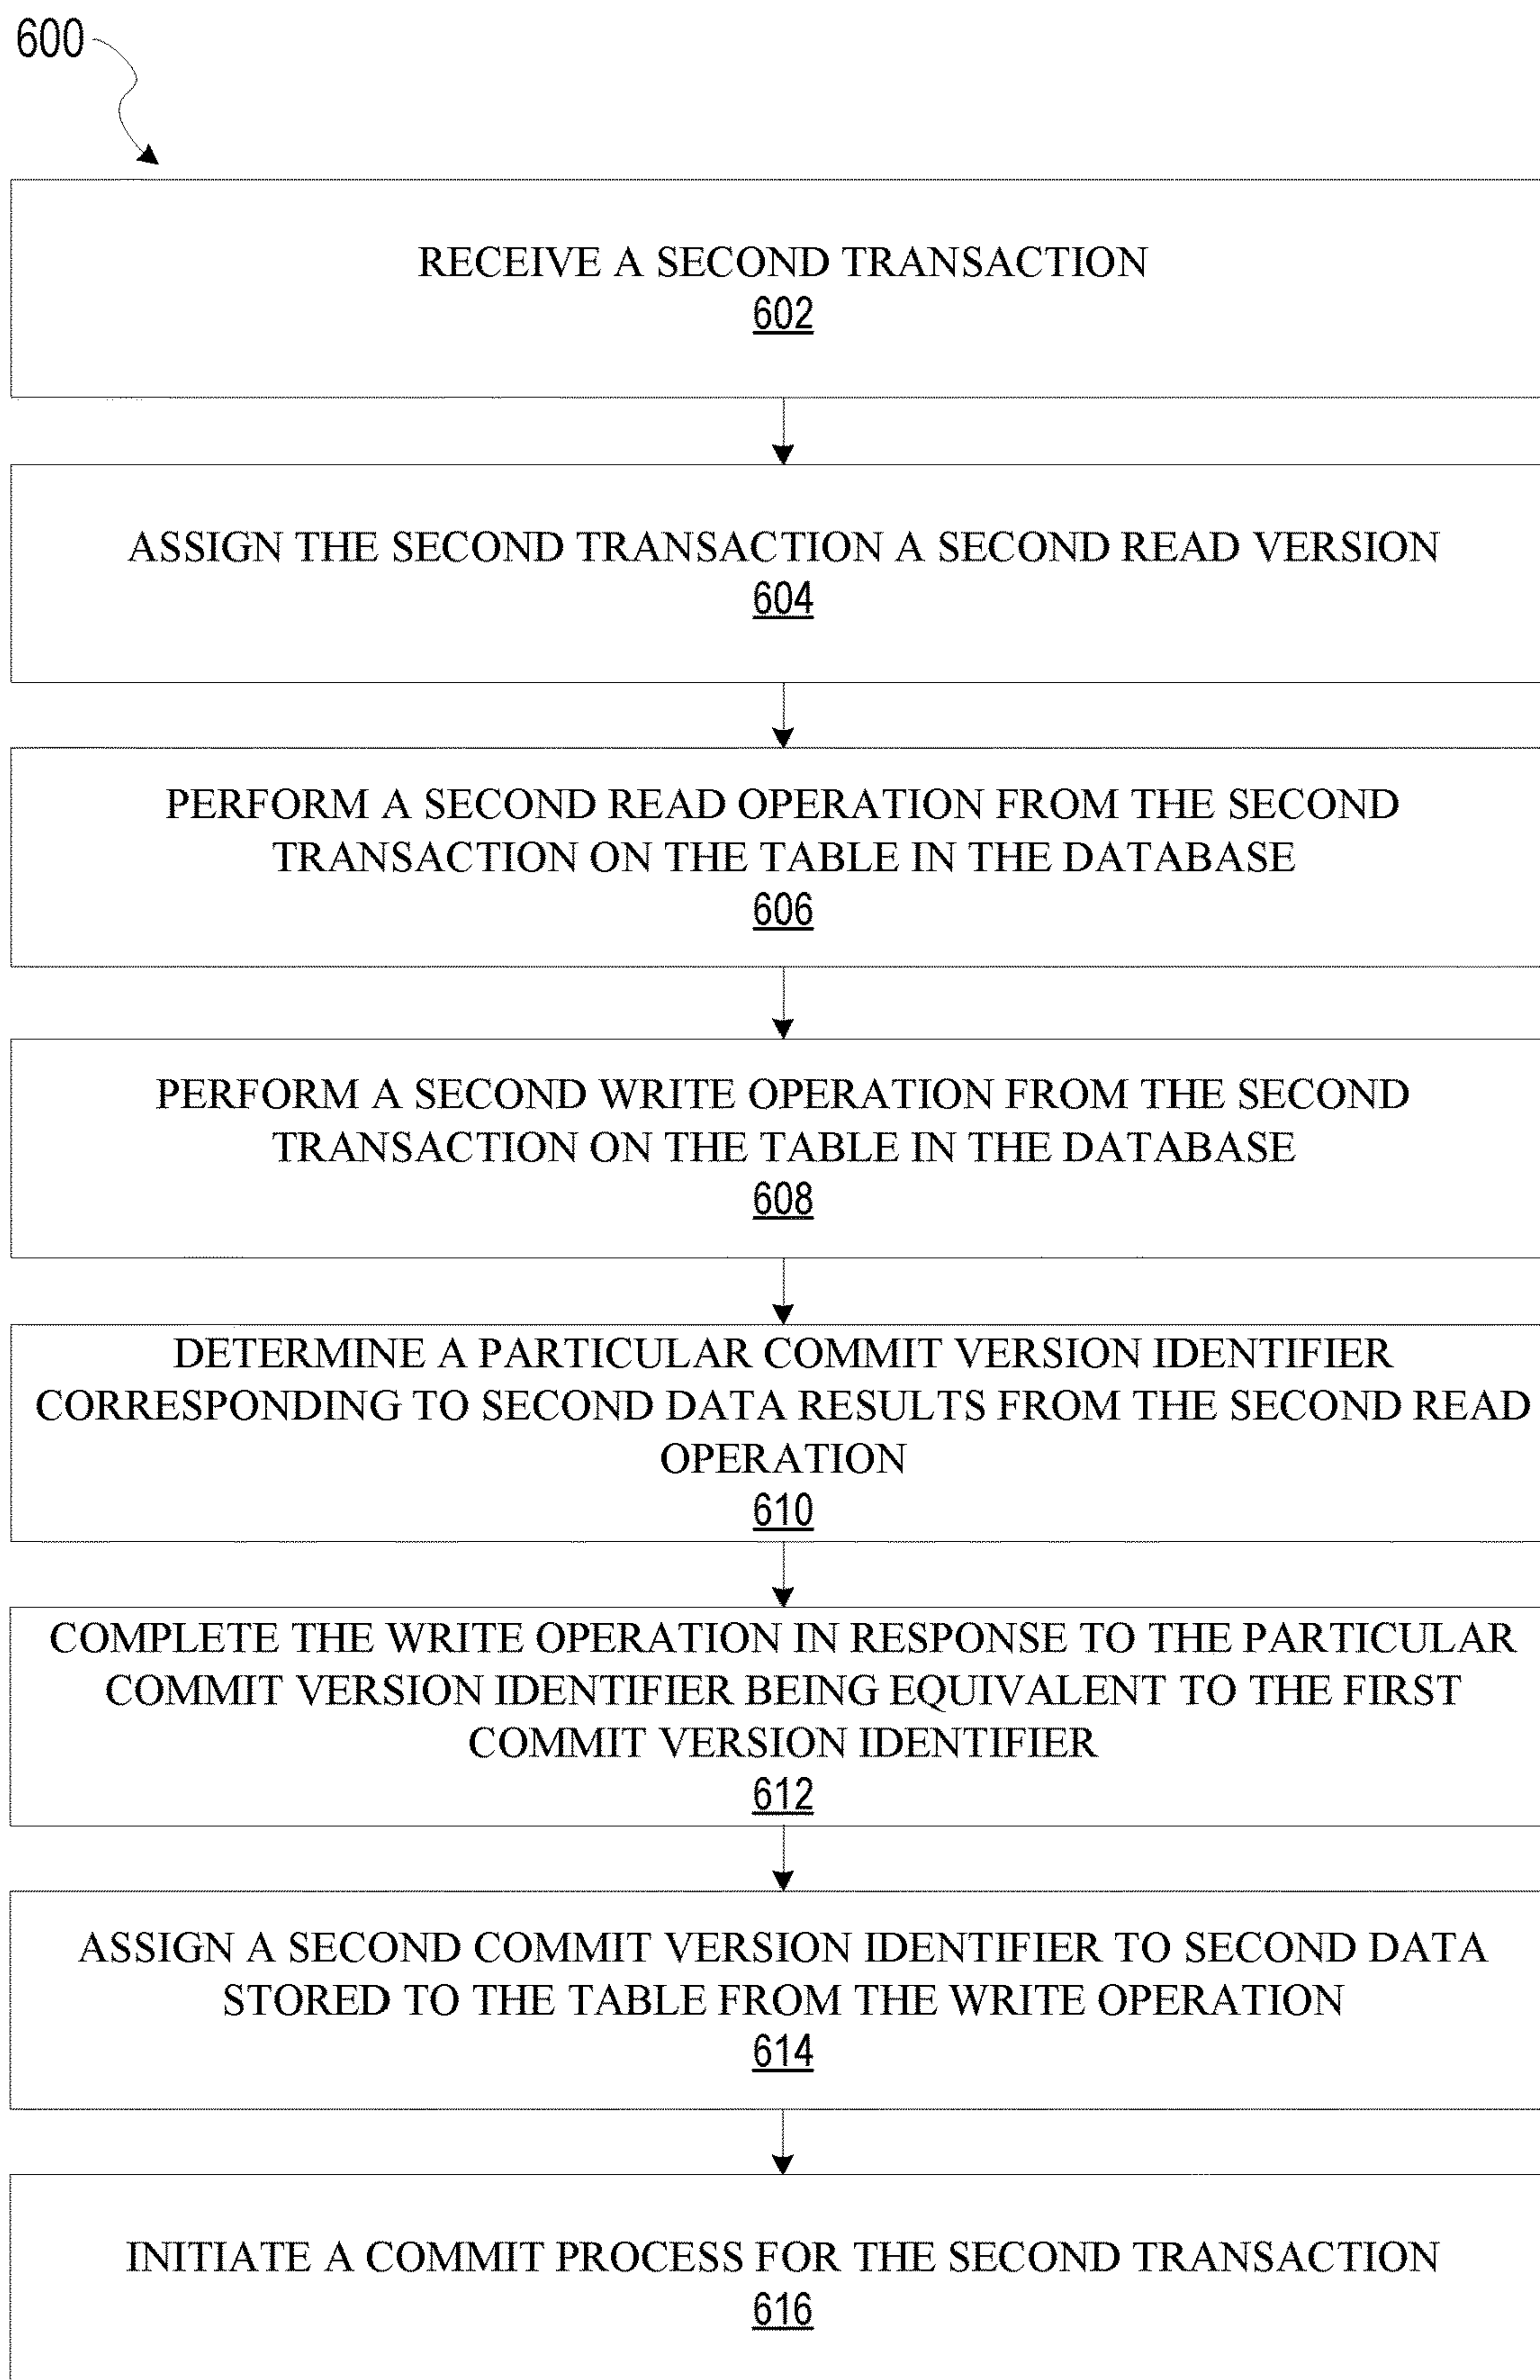 600
RECEIVE A SECOND TRANSACTION
602
ASSIGN THE SECOND TRANSACTION A SECOND READ VERSION
604
PERFORM A SECOND READ OPERATION FROM THE SECOND
TRANSACTION ON THE TABLE IN THE DATABASE
606
PERFORM A SECOND WRITE OPERATION FROM THE SECOND
TRANSACTION ON THE TABLE IN THE DATABASE
608
DETERMINE A PARTICULAR COMMIT VERSION IDENTIFIER
CORRESPONDING TO SECOND DATA RESULTS FROM THE SECOND READ
OPERATION
610
COMPLETE THE WRITE OPERATION IN RESPONSE TO THE PARTICULAR
COMMIT VERSION IDENTIFIER BEING EQUIVALENT TO THE FIRST
COMMIT VERSION IDENTIFIER
612
ASSIGN A SECOND COMMIT VERSION IDENTIFIER TO SECOND DATA
STORED TO THE TABLE FROM THE WRITE OPERATION
614
INITIATE A COMMIT PROCESS FOR THE SECOND TRANSACTION
616